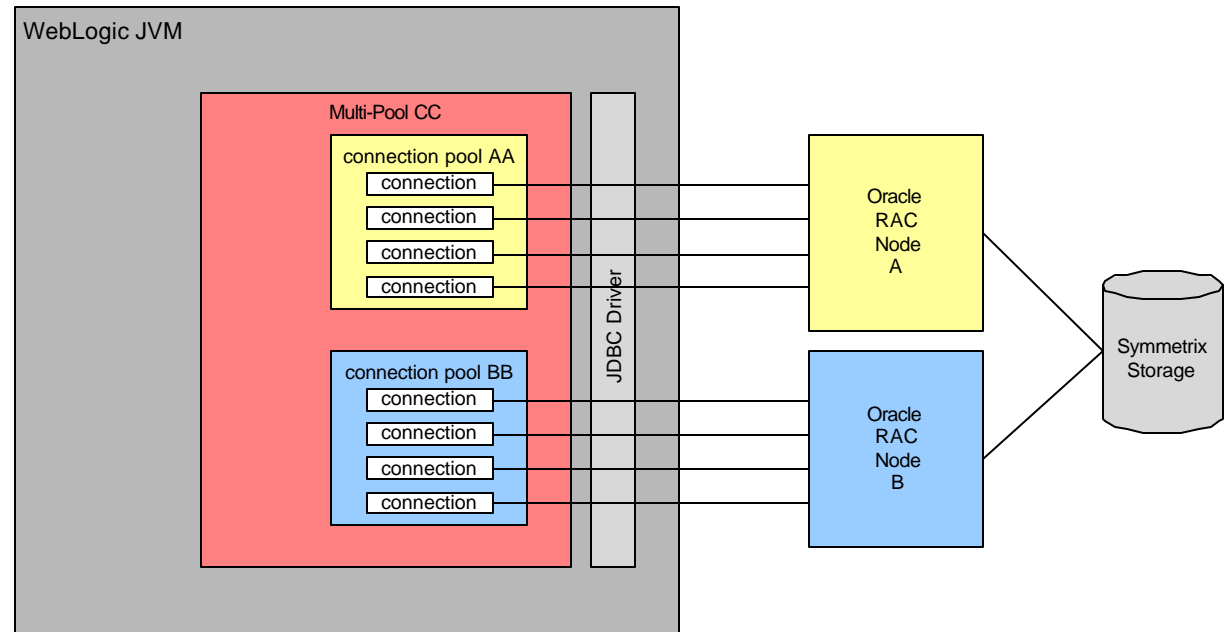 WebLogic JVM
Multi-Pool CC
connection pool AA
connection
connection
connection
connection
connection pool BB
connection
connection
connection
connection
JDBC Driver
Oracle
RAC
Node
A
Oracle
RAC
Node
B
Symmetrix
Storage